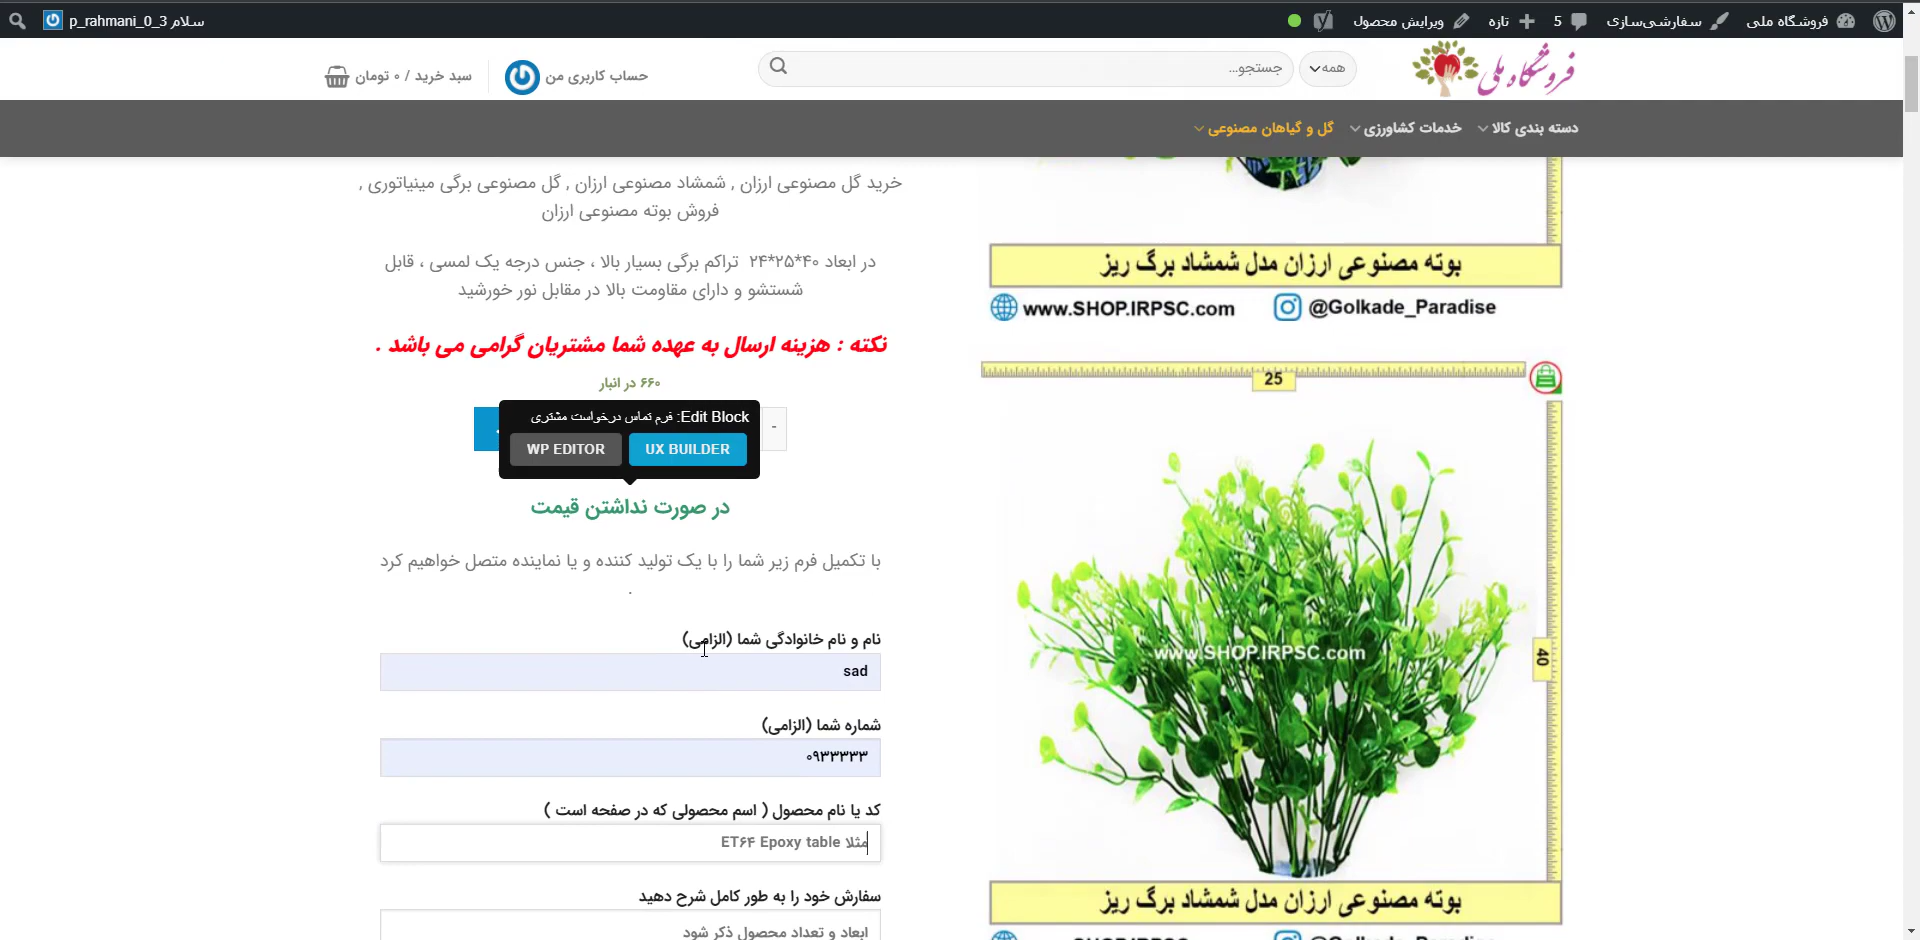 فروشگاه ملی
سفارشی‌سازی
5
تازه
ویرایش محصول
سلام p_rahmani_0_3
فروشگاه ملی
همه
جستجو...
حساب کاربری من
سبد خرید / ۰ تومان
دسته بندی کالا
خدمات کشاورزی
گل و گیاهان مصنوعی
خرید گل مصنوعی ارزان , شمشاد مصنوعی ارزان , گل مصنوعی برگی مینیاتوری ,
فروش بوته مصنوعی ارزان
در ابعاد ۴۰*۲۵*۲۴ تراکم برگی بسیار بالا ، جنس درجه یک لمسی ، قابل
شستشو و دارای مقاومت بالا در مقابل نور خورشید
نکته : هزینه ارسال به عهده شما مشتریان گرامی می باشد .
۶۶۰ در انبار
-
Edit Block: فرم تماس درخواست مشتری
WP EDITOR
UX BUILDER
در صورت نداشتن قیمت
با تکمیل فرم زیر شما را با یک تولید کننده و یا نماینده متصل خواهیم کرد
.
نام و نام خانوادگی شما (الزامی)
sad
شماره شما (الزامی)
۰۹۳۳۳۳۳
کد یا نام محصول ( اسم محصولی که در صفحه است )
مثلا ET۶۴ Epoxy table
سفارش خود را به طور کامل شرح دهید
ابعاد و تعداد محصول ذکر شود
بوته مصنوعی ارزان مدل شمشاد برگ ریز
www.SHOP.IRPSC.com
@Golkade_Paradise
25
www.SHOP.IRPSC.com
40
بوته مصنوعی ارزان مدل شمشاد برگ ریز